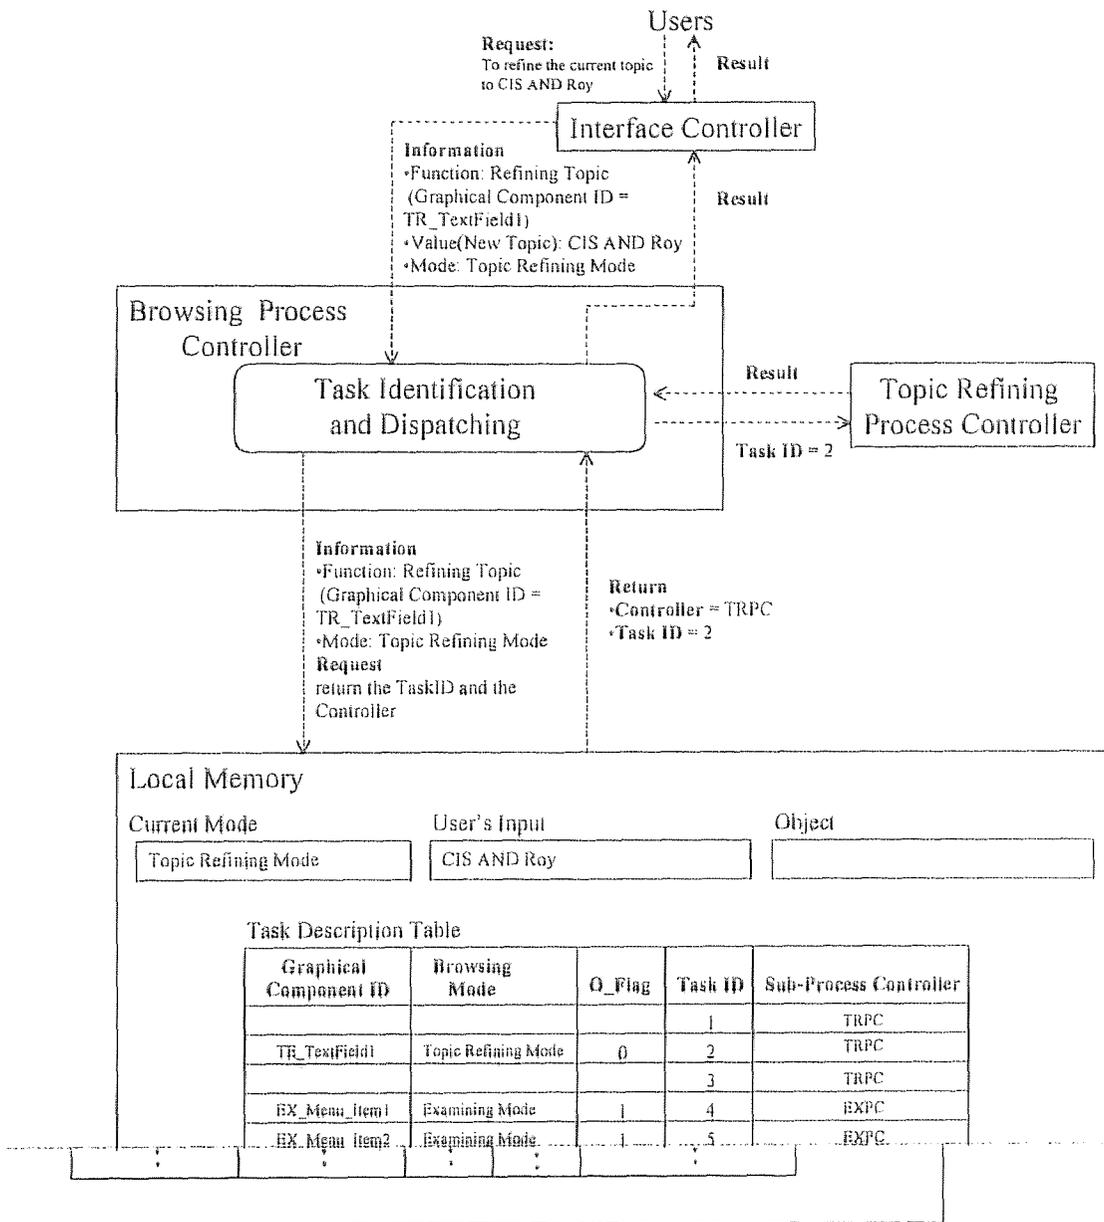 Users
Request:
To refine the current topic
to CIS AND Roy
Result
Interface Controller
Information
•Function: Refining Topic
(Graphical Component ID =
TR_TextField1)
•Value(New Topic): CIS AND Roy
•Mode: Topic Refining Mode
Result
Browsing Process
Controller
Task Identification
and Dispatching
Result
Topic Refining
Process Controller
Task ID = 2
Information
•Function: Refining Topic
(Graphical Component ID =
TR_TextField1)
•Mode: Topic Refining Mode
Request
return the TaskID and the
Controller
Return
•Controller = TRPC
•Task ID = 2
Local Memory
Current Mode User's Input Object
Topic Refining Mode CIS AND Roy
Task Description Table
Graphical Browsing
Component ID Mode O_Flag Task ID Sub-Process Controller
1 TRPC
TR_TextField1 Topic Refining Mode 0 2 TRPC
3 TRPC
EX_Menu_Item1 Examining Mode 1 4 EXPC
EX_Menu_Item2 Examining Mode 1 5 EXPC